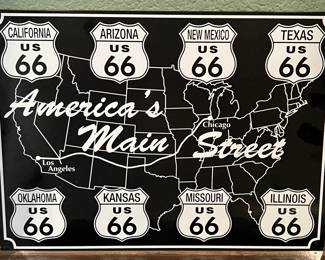 CALIFORNIA
US
66
ARIZONA
US
66
NEW MEXICO
US
66
TEXAS
US
66
America's
Main Street
Chicago
Los
Angeles
OKLAHOMA
US
66
KANSAS
US
66
MISSOURI
US
66
ILLINOIS
US
66